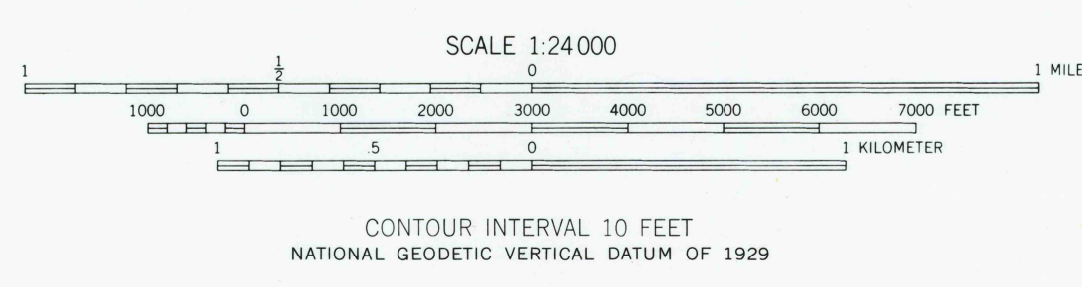 SCALE 1:24 000
1 1/2 0 1 MILE
1000 0 1000 2000 3000 4000 5000 6000 7000 FEET
1 .5 0 1 KILOMETER
CONTOUR INTERVAL 10 FEET
NATIONAL GEODETIC VERTICAL DATUM OF 1929